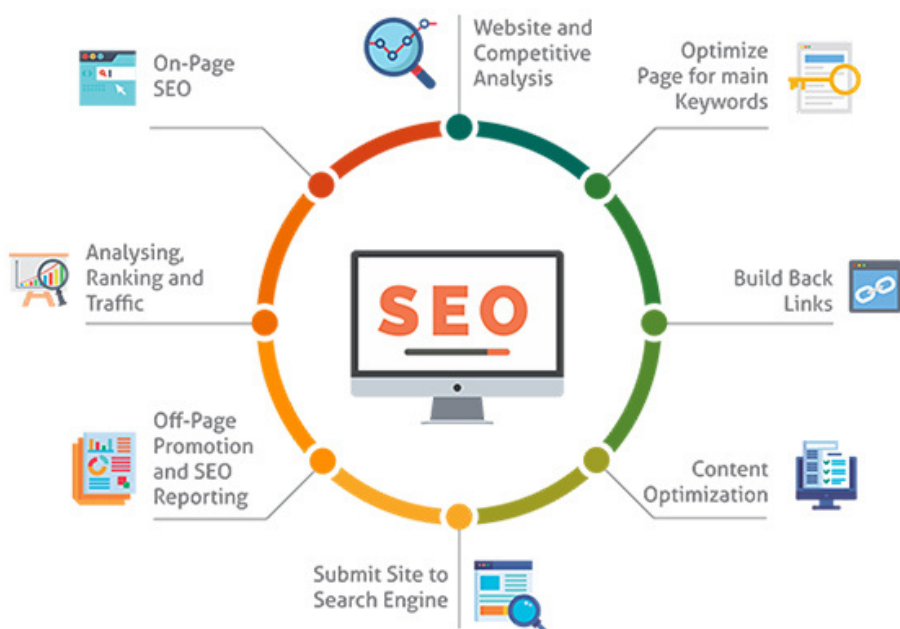 Website and
Competitive
Analysis
Optimize
Page for main
Keywords
Build Back
Links
Content
Optimization
Submit Site to
Search Engine
Off-Page
Promotion
and SEO
Reporting
Analysing,
Ranking and
Traffic
On-Page
SEO
SEO